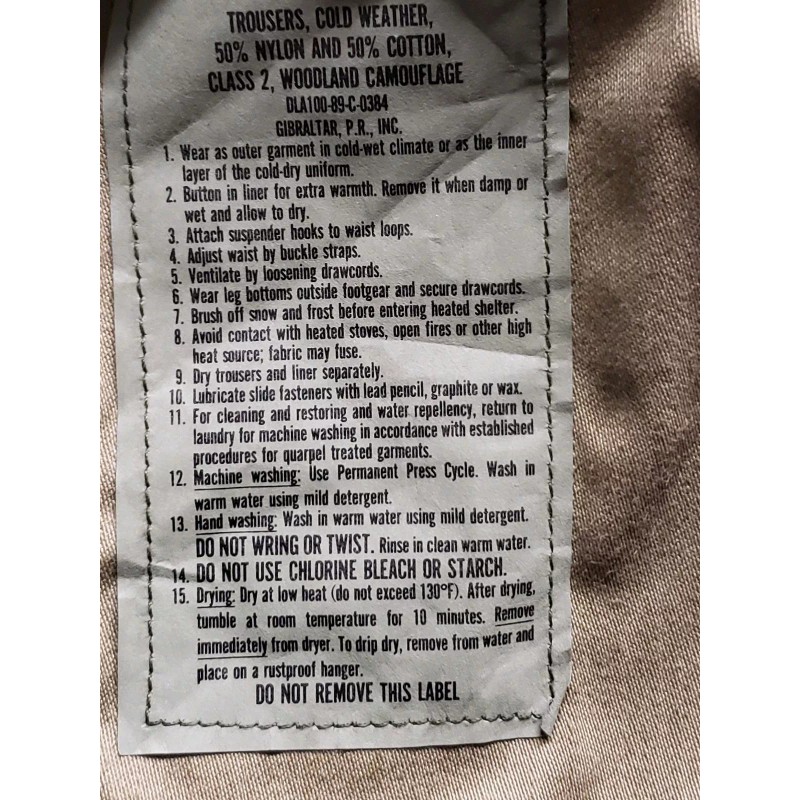 TROUSERS, COLD WEATHER,
50% NYLON AND 50% COTTON,
CLASS 2, WOODLAND CAMOUFLAGE
DLA100-89-C-0384
GIBRALTAR, P.R., INC.
1. Wear as outer garment in cold-wet climate or as the inner
layer of the cold-dry uniform.
2. Button in liner for extra warmth. Remove it when damp or
wet and allow to dry.
3. Attach suspender hooks to waist loops.
4. Adjust waist by buckle straps.
5. Ventilate by loosening drawcords.
6. Wear leg bottoms outside footgear and secure drawcords.
7. Brush off snow and frost before entering heated shelter.
8. Avoid contact with heated stoves, open fires or other high
heat source; fabric may fuse.
9. Dry trousers and liner separately.
10. Lubricate slide fasteners with lead pencil, graphite or wax.
11. For cleaning and restoring and water repellency, return to
laundry for machine washing in accordance with established
procedures for quarpel treated garments.
12. Machine washing: Use Permanent Press Cycle. Wash in
warm water using mild detergent.
13. Hand washing: Wash in warm water using mild detergent.
DO NOT WRING OR TWIST. Rinse in clean warm water.
14. DO NOT USE CHLORINE BLEACH OR STARCH.
15. Drying: Dry at low heat (do not exceed 130°F). After drying,
tumble at room temperature for 10 minutes. Remove
immediately from dryer. To drip dry, remove from water and
place on a rustproof hanger.
DO NOT REMOVE THIS LABEL